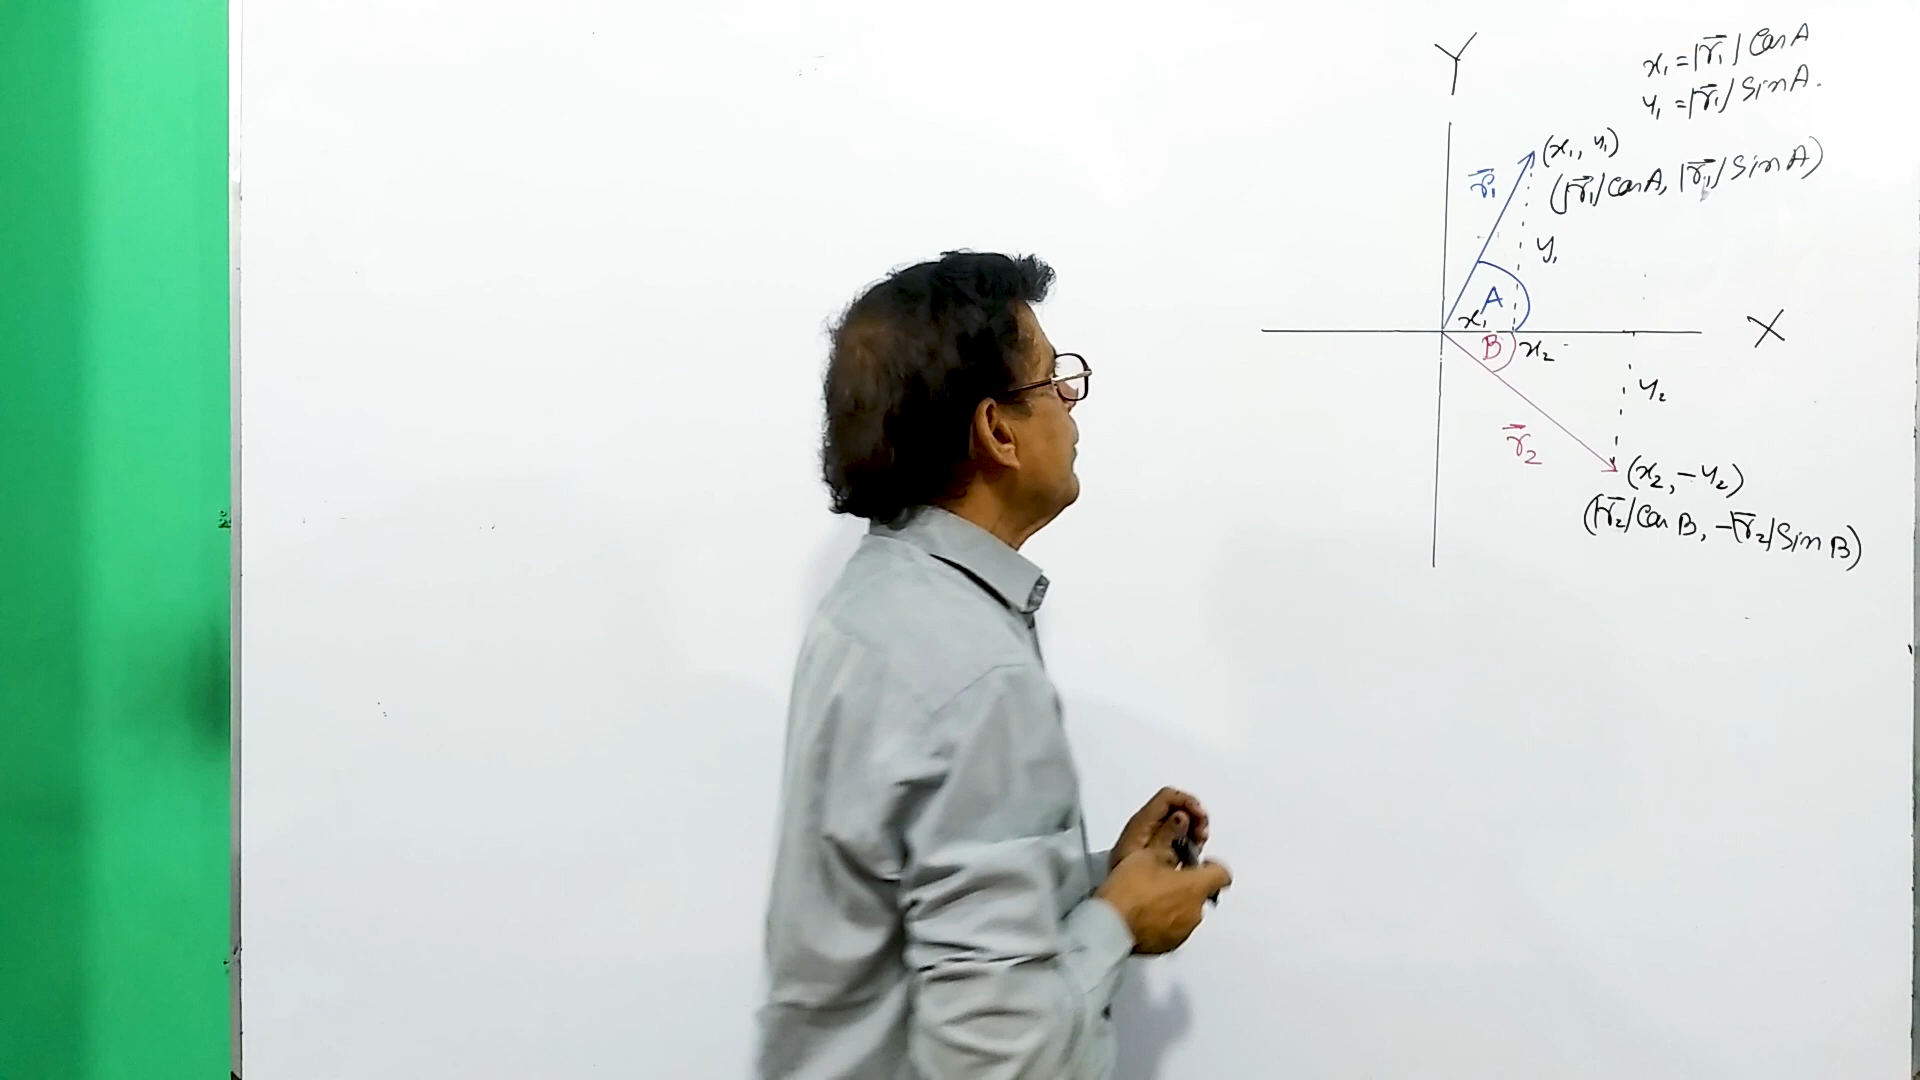 Y
x₁ = |r⃗₁| Cos A
y₁ = |r⃗₁| Sin A.
(x₁, y₁)
r⃗₁
(|r⃗₁| Cos A, |r⃗₁| Sin A)
y₁
A
x₁
X
B
x₂
y₂
r⃗₂
(x₂, -y₂)
(|r⃗₂| Cos B, -|r⃗₂| Sin B)